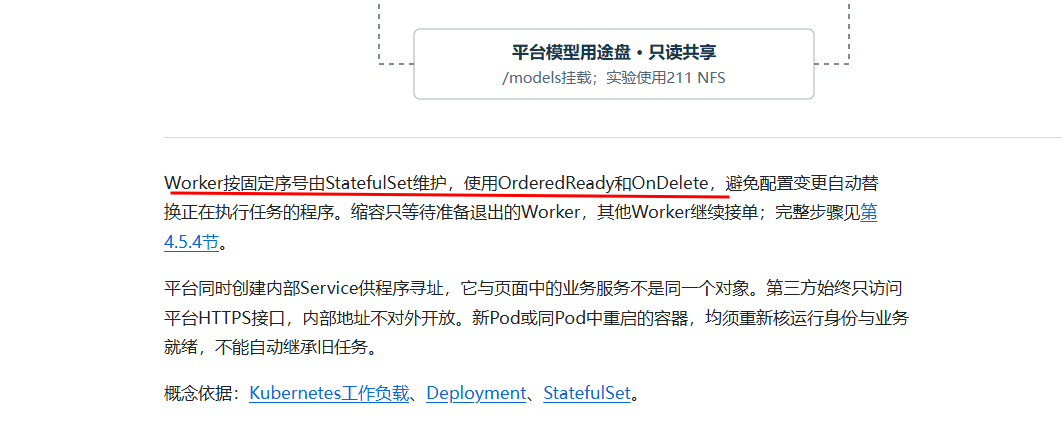 平台模型用途盘·只读共享
/models挂载；实验使用211 NFS
Worker按固定序号由StatefulSet维护，使用OrderedReady和OnDelete，避免配置变更自动替
换正在执行任务的程序。缩容只等待准备退出的Worker，其他Worker继续接单；完整步骤见第
4.5.4节。
平台同时创建内部Service供程序寻址，它与页面中的业务服务不是同一个对象。第三方始终只访问
平台HTTPS接口，内部地址不对外开放。新Pod或同Pod中重启的容器，均须重新核运行身份与业务
就绪，不能自动继承旧任务。
概念依据：Kubernetes工作负载、Deployment、StatefulSet。